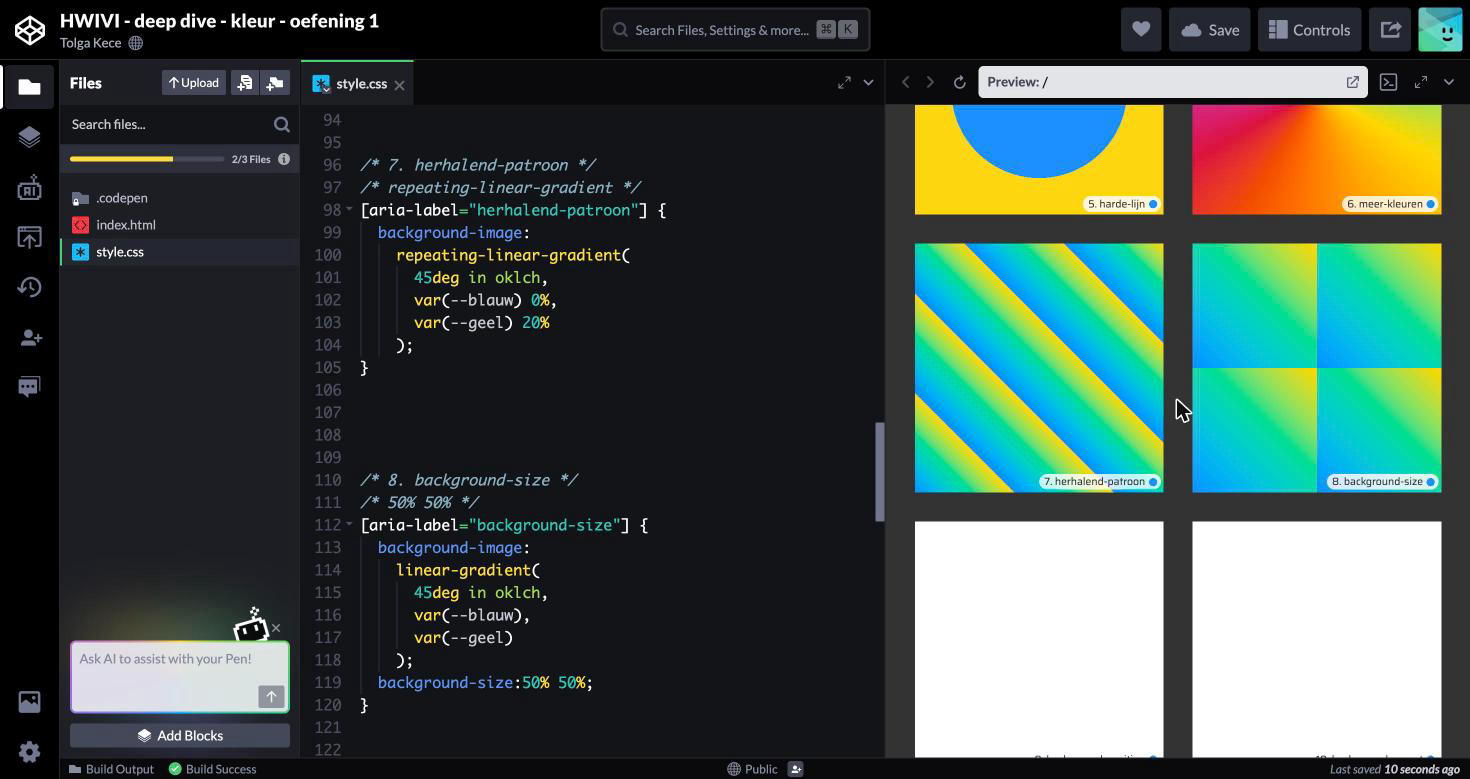 HWIVI - deep dive - kleur - oefening 1
Tolga Kece
Search Files, Settings & more... ⌘ K
Save
Controls
Files
Upload
style.css
Preview: /
Search files...
2/3 Files
.codepen
index.html
style.css
AI
94
95
96 /* 7. herhalend-patroon */
97 /* repeating-linear-gradient */
98 [aria-label="herhalend-patroon"] {
99 background-image:
100 repeating-linear-gradient(
101 45deg in oklch,
102 var(--blauw) 0%,
103 var(--geel) 20%
104 );
105 }
106
107
108
109
110 /* 8. background-size */
111 /* 50% 50% */
112 [aria-label="background-size"] {
113 background-image:
114 linear-gradient(
115 45deg in oklch,
116 var(--blauw),
117 var(--geel)
118 );
119 background-size:50% 50%;
120 }
121
122
5. harde-lijn
6. meer-kleuren
7. herhalend-patroon
8. background-size
Ask AI to assist with your Pen!
Add Blocks
Build Output
Build Success
Public
Last saved 10 seconds ago